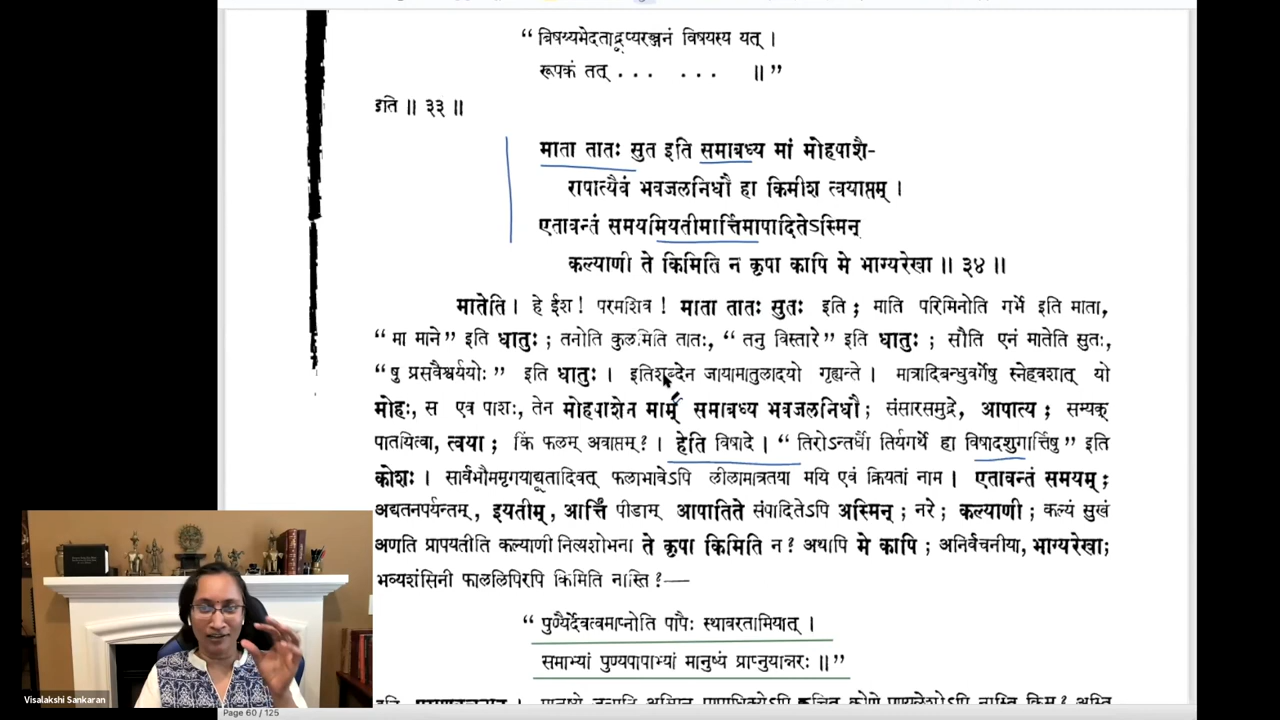 “ विषय्यभेदताद्रूप्यरञ्जनं विषयस्य यत् ।
रूपकं तत् . . . . . . ॥ ”
इति ॥ ३३ ॥
माता तातः सुत इति समाबध्य मां मोहपाशै-
रापात्यैवं भवजलनिधौ हा किमीश त्वयाप्तम् ।
एतावन्तं समयमियतीमार्त्तिमापादितेऽस्मिन्
कल्याणी ते किमिति न कृपा कापि मे भाग्यरेखा ॥ ३४ ॥
मातेति । हे ईश ! परमशिव ! माता तातः सुतः इति ; माति परिमिनोति गर्भे इति माता,
“ मा माने ” इति धातुः ; तनोति कुलमिति तातः, “ तनु विस्तारे ” इति धातुः ; सौति एनं मातेति सुतः,
“ षु प्रसवैश्वर्ययोः ” इति धातुः । इतिशब्देन जायामातुलादयो गृह्यन्ते । मात्रादिबन्धुवर्गेषु स्नेहवशात् यो
मोहः, स एव पाशः, तेन मोहपाशेन माम् समाबध्य भवजलनिधौ ; संसारसमुद्रे, आपात्य ; सम्यक्
पातयित्वा, त्वया ; किं फलम् अवाप्तम् ? । हेति विषादे । “ तिरोऽन्तर्धौ तिर्यगर्थे हा विषादशुगार्त्तिषु ” इति
कोशः । सार्वभौममृगयाद्यूतादिवत् फलाभावेऽपि लीलामात्रतया मयि एवं क्रियतां नाम । एतावन्तं समयम् ;
अद्यतनपर्यन्तम् , इयतीम् , आर्त्तिं पीडाम् आपातिते संपादितेऽपि अस्मिन् ; नरे ; कल्याणी ; कल्यं सुखं
अणति प्रापयतीति कल्याणी नित्यशोभना ते कृपा किमिति न ? अथापि मे कापि ; अनिर्वचनीया, भाग्यरेखा;
भव्यशंसिनी फाललिपिरपि किमिति नास्ति ?—
“ पुण्यैर्देवत्वमाप्नोति पापैः स्थावरतामियात् ।
समाभ्यां पुण्यपापाभ्यां मानुष्यं प्राप्नुयान्नरः ॥ ”
Visalakshi Sankaran
Page 60 / 125